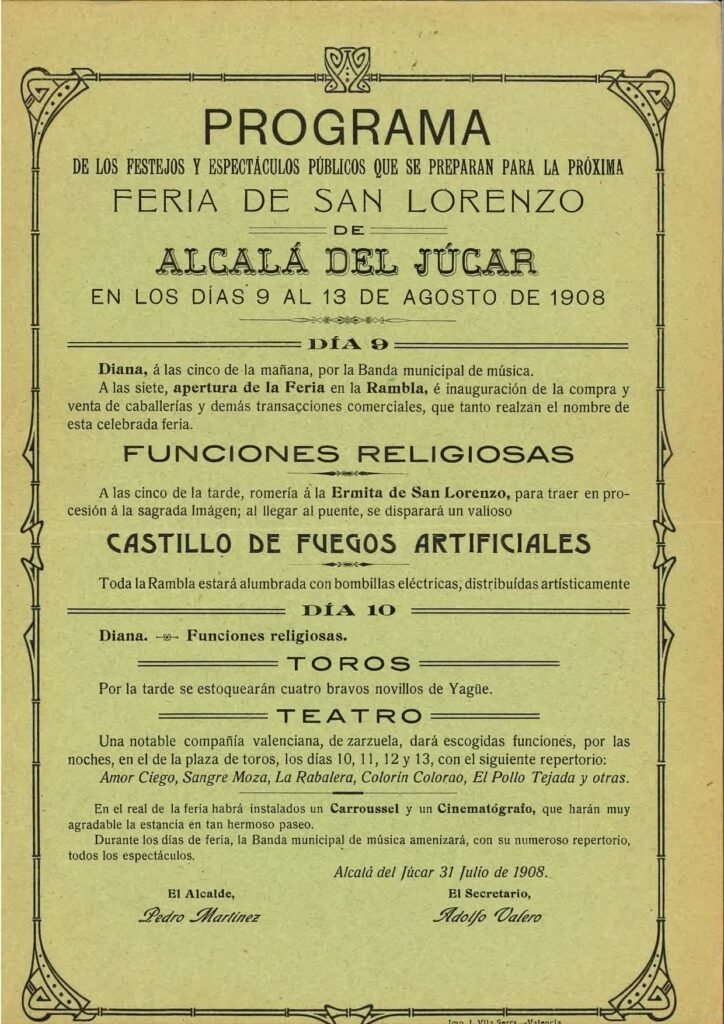 PROGRAMA
DE LOS FESTEJOS Y ESPECTÁCULOS PÚBLICOS QUE SE PREPARAN PARA LA PRÓXIMA
FERIA DE SAN LORENZO
DE
ALCALÁ DEL JÚCAR
EN LOS DÍAS 9 AL 13 DE AGOSTO DE 1908
DÍA 9
Diana, á las cinco de la mañana, por la Banda municipal de música.
A las siete, apertura de la Feria en la Rambla, é inauguración de la compra y
venta de caballerías y demás transacciones comerciales, que tanto realzan el nombre de
esta celebrada feria.
FUNCIONES RELIGIOSAS
A las cinco de la tarde, romería á la Ermita de San Lorenzo, para traer en pro-
cesión á la sagrada Imágen; al llegar al puente, se disparará un valioso
CASTILLO DE FUEGOS ARTIFICIALES
Toda la Rambla estará alumbrada con bombillas eléctricas, distribuídas artísticamente
DÍA 10
Diana. Funciones religiosas.
TOROS
Por la tarde se estoquearán cuatro bravos novillos de Yagüe.
TEATRO
Una notable compañía valenciana, de zarzuela, dará escogidas funciones, por las
noches, en el de la plaza de toros, los días 10, 11, 12 y 13, con el siguiente repertorio:
Amor Ciego, Sangre Moza, La Rabalera, Colorín Colorao, El Pollo Tejada y otras.
En el real de la feria habrá instalados un Carroussel y un Cinematógrafo, que harán muy
agradable la estancia en tan hermoso paseo.
Durante los días de feria, la Banda municipal de música amenizará, con su numeroso repertorio,
todos los espectáculos.
Alcalá del Júcar 31 Julio de 1908.
El Alcalde,
Pedro Martínez
El Secretario,
Adolfo Valero
Imp. J. Vila Serra.-Valencia